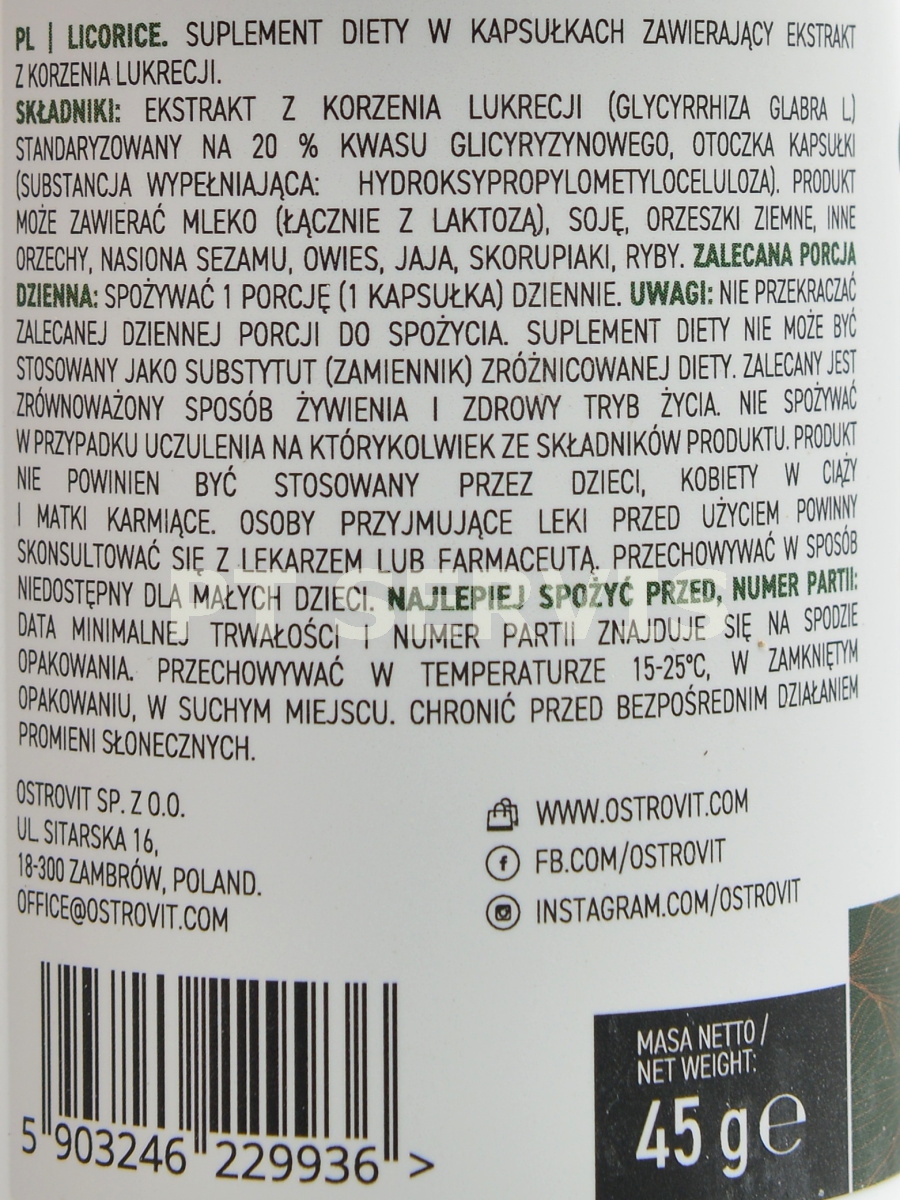 PL | LICORICE. SUPLEMENT DIETY W KAPSUŁKACH ZAWIERAJĄCY EKSTRAKT
Z KORZENIA LUKRECJI.
SKŁADNIKI: EKSTRAKT Z KORZENIA LUKRECJI (GLYCYRRHIZA GLABRA L.)
STANDARYZOWANY NA 20 % KWASU GLICYRYZYNOWEGO, OTOCZKA KAPSUŁKI
(SUBSTANCJA WYPEŁNIAJĄCA: HYDROKSYPROPYLOMETYLOCELULOZA). PRODUKT
MOŻE ZAWIERAĆ MLEKO (ŁĄCZNIE Z LAKTOZĄ), SOJĘ, ORZESZKI ZIEMNE, INNE
ORZECHY, NASIONA SEZAMU, OWIES, JAJA, SKORUPIAKI, RYBY. ZALECANA PORCJA
DZIENNA: SPOŻYWAĆ 1 PORCJĘ (1 KAPSUŁKA) DZIENNIE. UWAGI: NIE PRZEKRACZAĆ
ZALECANEJ DZIENNEJ PORCJI DO SPOŻYCIA. SUPLEMENT DIETY NIE MOŻE BYĆ
STOSOWANY JAKO SUBSTYTUT (ZAMIENNIK) ZRÓŻNICOWANEJ DIETY. ZALECANY JEST
ZRÓWNOWAŻONY SPOSÓB ŻYWIENIA I ZDROWY TRYB ŻYCIA. NIE SPOŻYWAĆ
W PRZYPADKU UCZULENIA NA KTÓRYKOLWIEK ZE SKŁADNIKÓW PRODUKTU. PRODUKT
NIE POWINIEN BYĆ STOSOWANY PRZEZ DZIECI, KOBIETY W CIĄŻY
I MATKI KARMIĄCE. OSOBY PRZYJMUJĄCE LEKI PRZED UŻYCIEM POWINNY
SKONSULTOWAĆ SIĘ Z LEKARZEM LUB FARMACEUTĄ. PRZECHOWYWAĆ W SPOSÓB
NIEDOSTĘPNY DLA MAŁYCH DZIECI. NAJLEPIEJ SPOŻYĆ PRZED, NUMER PARTII:
DATA MINIMALNEJ TRWAŁOŚCI I NUMER PARTII ZNAJDUJE SIĘ NA SPODZIE
OPAKOWANIA. PRZECHOWYWAĆ W TEMPERATURZE 15-25°C, W ZAMKNIĘTYM
OPAKOWANIU, W SUCHYM MIEJSCU. CHRONIĆ PRZED BEZPOŚREDNIM DZIAŁANIEM
PROMIENI SŁONECZNYCH.
PT SERVIS
OSTROVIT SP. Z O.O.
UL SITARSKA 16,
18-300 ZAMBRÓW, POLAND.
OFFICE@OSTROVIT.COM
WWW.OSTROVIT.COM
FB.COM/OSTROVIT
INSTAGRAM.COM/OSTROVIT
5 903246 229936 >
MASA NETTO /
NET WEIGHT:
45 g ℮